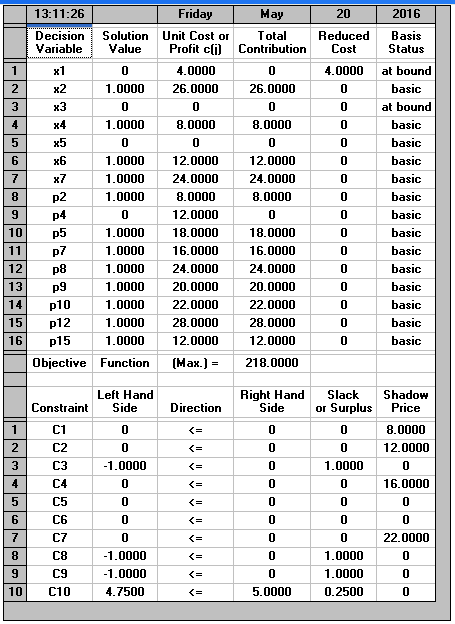 13:11:26 Friday May 20 2016
Decision Solution Unit Cost or Total Reduced Basis
Variable Value Profit c(j) Contribution Cost Status
1 x1 0 4.0000 0 4.0000 at bound
2 x2 1.0000 26.0000 26.0000 0 basic
3 x3 0 0 0 0 at bound
4 x4 1.0000 8.0000 8.0000 0 basic
5 x5 0 0 0 0 basic
6 x6 1.0000 12.0000 12.0000 0 basic
7 x7 1.0000 24.0000 24.0000 0 basic
8 p2 1.0000 8.0000 8.0000 0 basic
9 p4 0 12.0000 0 0 basic
10 p5 1.0000 18.0000 18.0000 0 basic
11 p7 1.0000 16.0000 16.0000 0 basic
12 p8 1.0000 24.0000 24.0000 0 basic
13 p9 1.0000 20.0000 20.0000 0 basic
14 p10 1.0000 22.0000 22.0000 0 basic
15 p12 1.0000 28.0000 28.0000 0 basic
16 p15 1.0000 12.0000 12.0000 0 basic
Objective Function (Max.) = 218.0000
Left Hand Right Hand Slack Shadow
Constraint Side Direction Side or Surplus Price
1 C1 0 <= 0 0 8.0000
2 C2 0 <= 0 0 12.0000
3 C3 -1.0000 <= 0 1.0000 0
4 C4 0 <= 0 0 16.0000
5 C5 0 <= 0 0 0
6 C6 0 <= 0 0 0
7 C7 0 <= 0 0 22.0000
8 C8 -1.0000 <= 0 1.0000 0
9 C9 -1.0000 <= 0 1.0000 0
10 C10 4.7500 <= 5.0000 0.2500 0